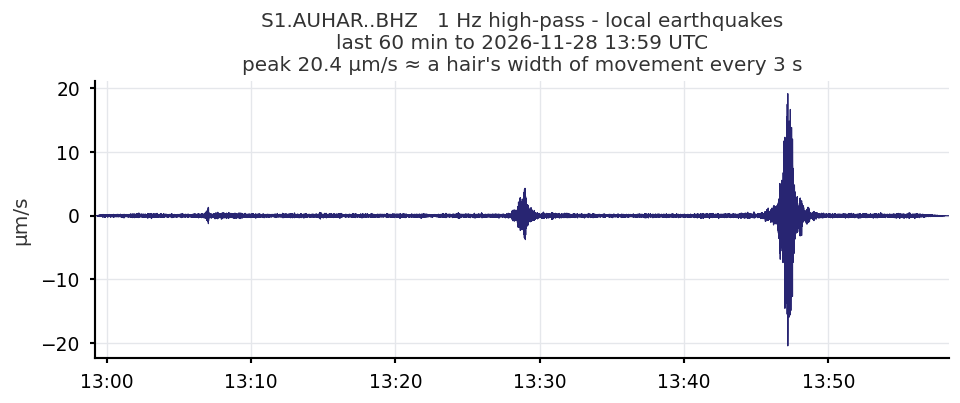 S1.AUHAR..BHZ   1 Hz high-pass - local earthquakes
last 60 min to 2026-11-28 13:59 UTC
peak 20.4 µm/s ≈ a hair's width of movement every 3 s
20
10
0
−10
−20
µm/s
13:00
13:10
13:20
13:30
13:40
13:50